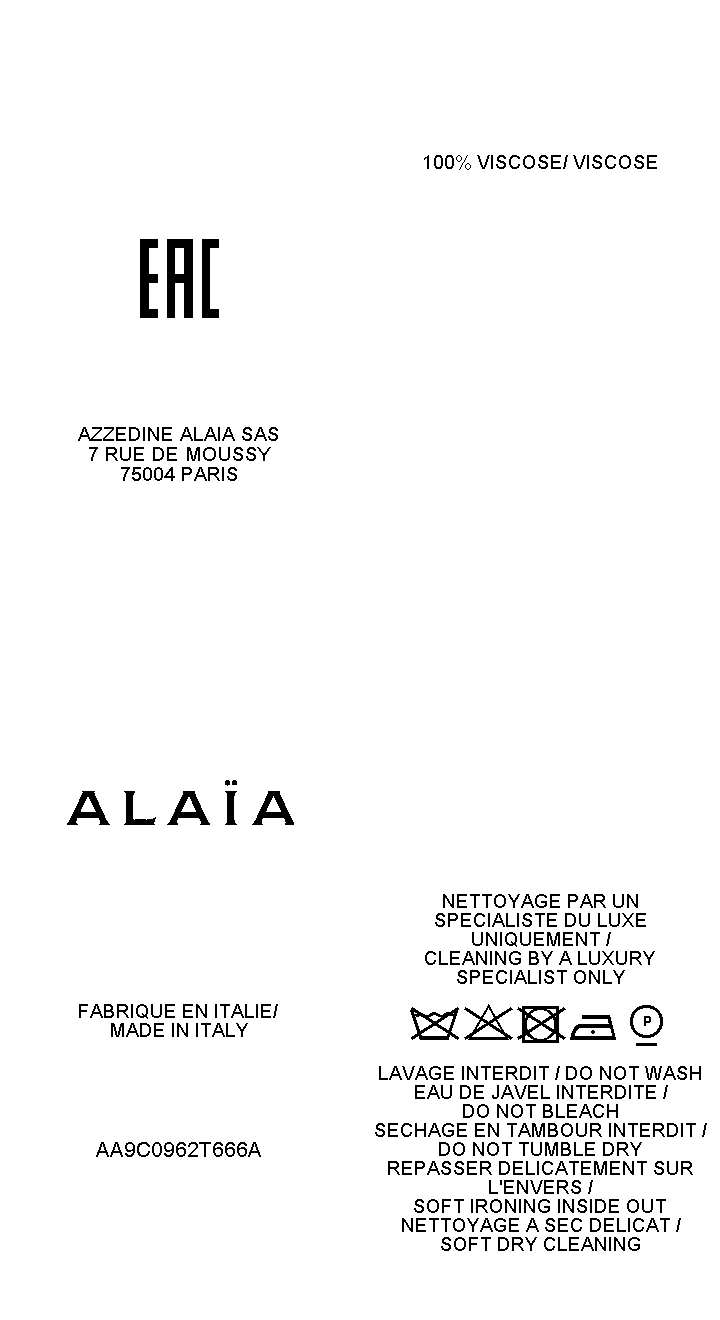 100% VISCOSE/ VISCOSE
EAC
AZZEDINE ALAIA SAS
7 RUE DE MOUSSY
75004 PARIS
ALAÏA
FABRIQUE EN ITALIE/
MADE IN ITALY
AA9C0962T666A
NETTOYAGE PAR UN
SPECIALISTE DU LUXE
UNIQUEMENT /
CLEANING BY A LUXURY
SPECIALIST ONLY
P
LAVAGE INTERDIT / DO NOT WASH
EAU DE JAVEL INTERDITE /
DO NOT BLEACH
SECHAGE EN TAMBOUR INTERDIT /
DO NOT TUMBLE DRY
REPASSER DELICATEMENT SUR
L'ENVERS /
SOFT IRONING INSIDE OUT
NETTOYAGE A SEC DELICAT /
SOFT DRY CLEANING